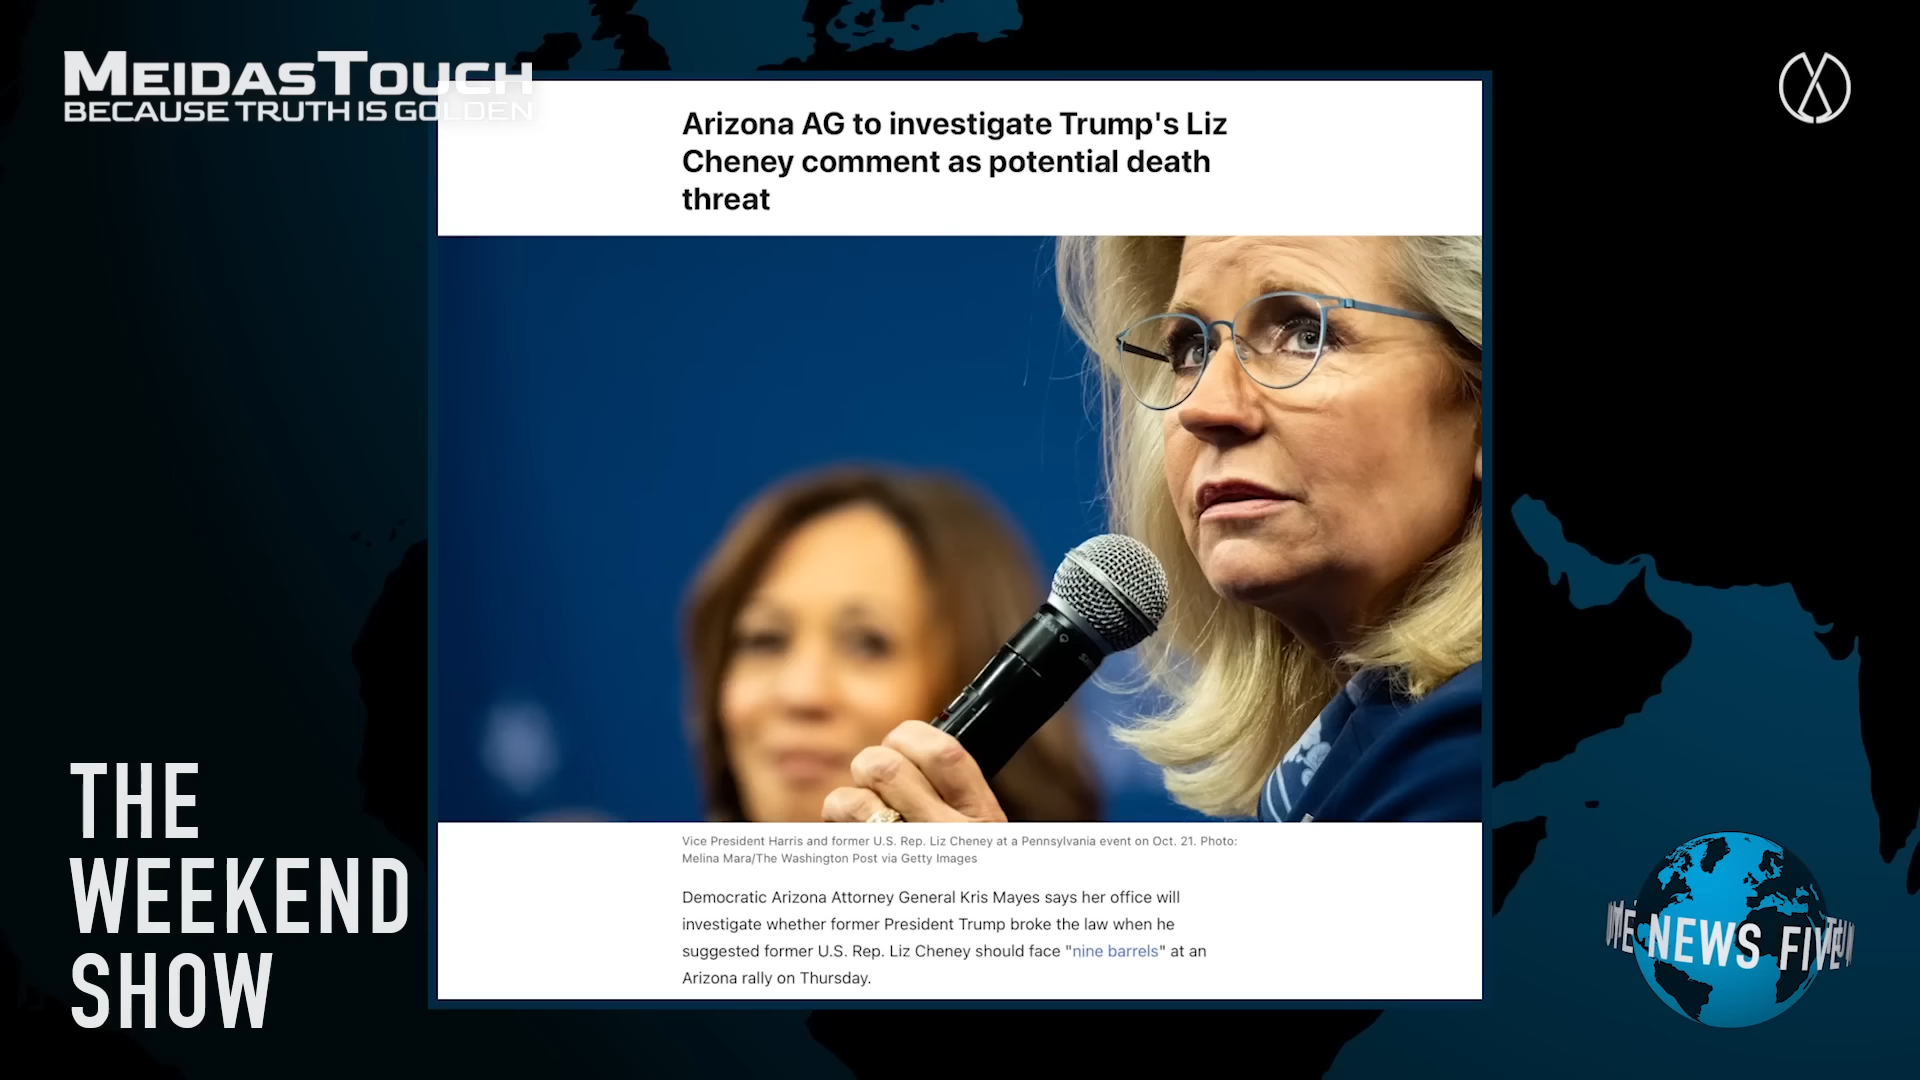 MEIDASTOUCH
BECAUSE TRUTH IS GOLDEN
Arizona AG to investigate Trump's Liz
Cheney comment as potential death
threat
Vice President Harris and former U.S. Rep. Liz Cheney at a Pennsylvania event on Oct. 21. Photo:
Melina Mara/The Washington Post via Getty Images
Democratic Arizona Attorney General Kris Mayes says her office will
investigate whether former President Trump broke the law when he
suggested former U.S. Rep. Liz Cheney should face "nine barrels" at an
Arizona rally on Thursday.
THE
WEEKEND
SHOW
NEWS FIVE